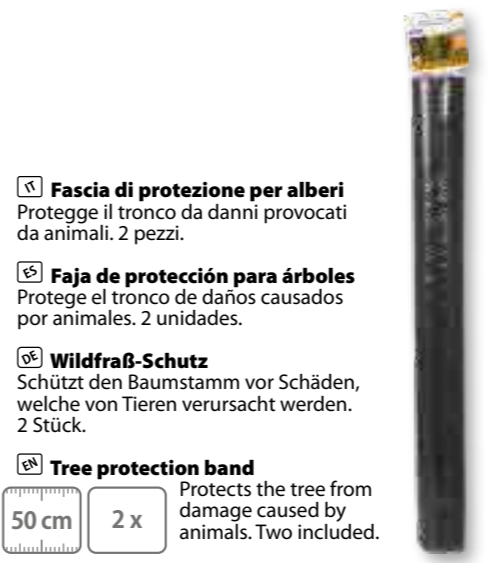 IT Fascia di protezione per alberi
Protegge il tronco da danni provocati
da animali. 2 pezzi.
ES Faja de protección para árboles
Protege el tronco de daños causados
por animales. 2 unidades.
DE Wildfraß-Schutz
Schützt den Baumstamm vor Schäden,
welche von Tieren verursacht werden.
2 Stück.
EN Tree protection band
Protects the tree from
damage caused by
animals. Two included.
50 cm
2 x